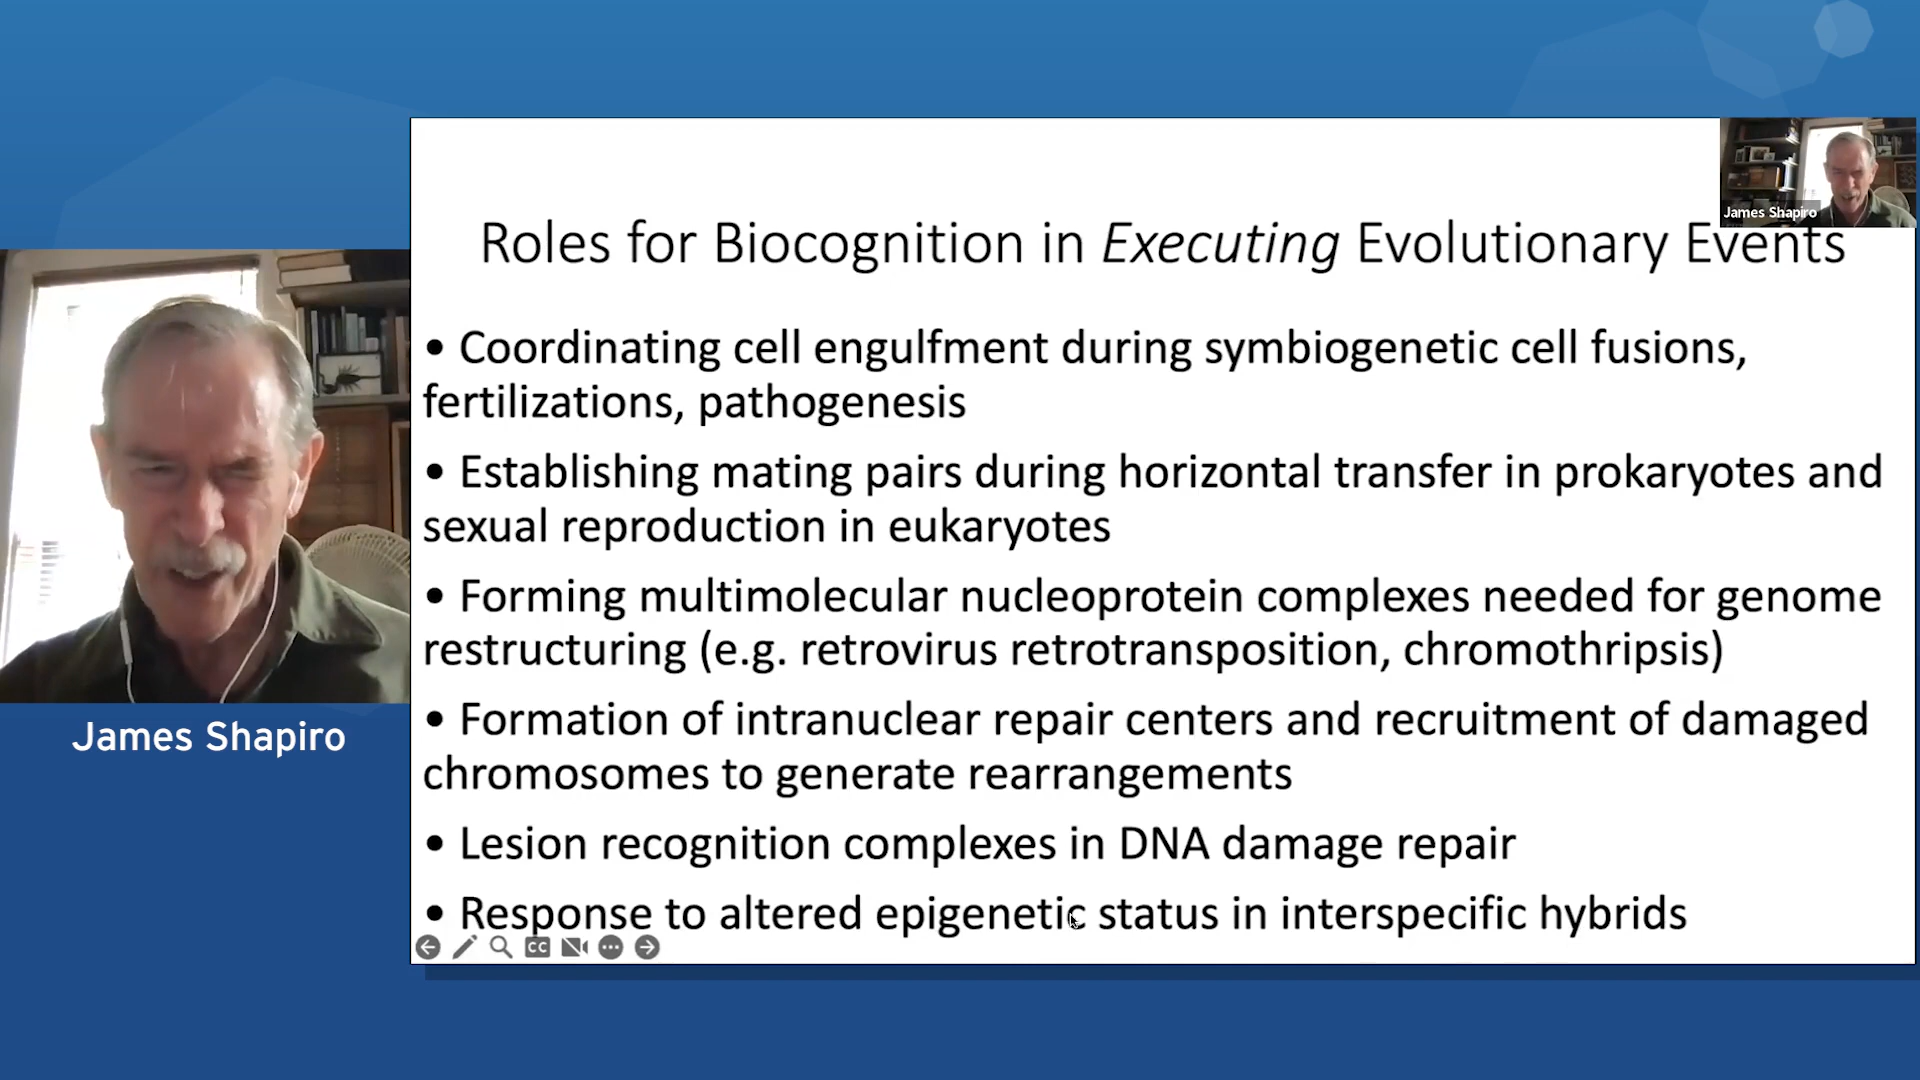 James Shapiro
Roles for Biocognition in Executing Evolutionary Events
• Coordinating cell engulfment during symbiogenetic cell fusions,
fertilizations, pathogenesis
• Establishing mating pairs during horizontal transfer in prokaryotes and
sexual reproduction in eukaryotes
• Forming multimolecular nucleoprotein complexes needed for genome
restructuring (e.g. retrovirus retrotransposition, chromothripsis)
• Formation of intranuclear repair centers and recruitment of damaged
chromosomes to generate rearrangements
• Lesion recognition complexes in DNA damage repair
• Response to altered epigenetic status in interspecific hybrids
CC
James Shapiro